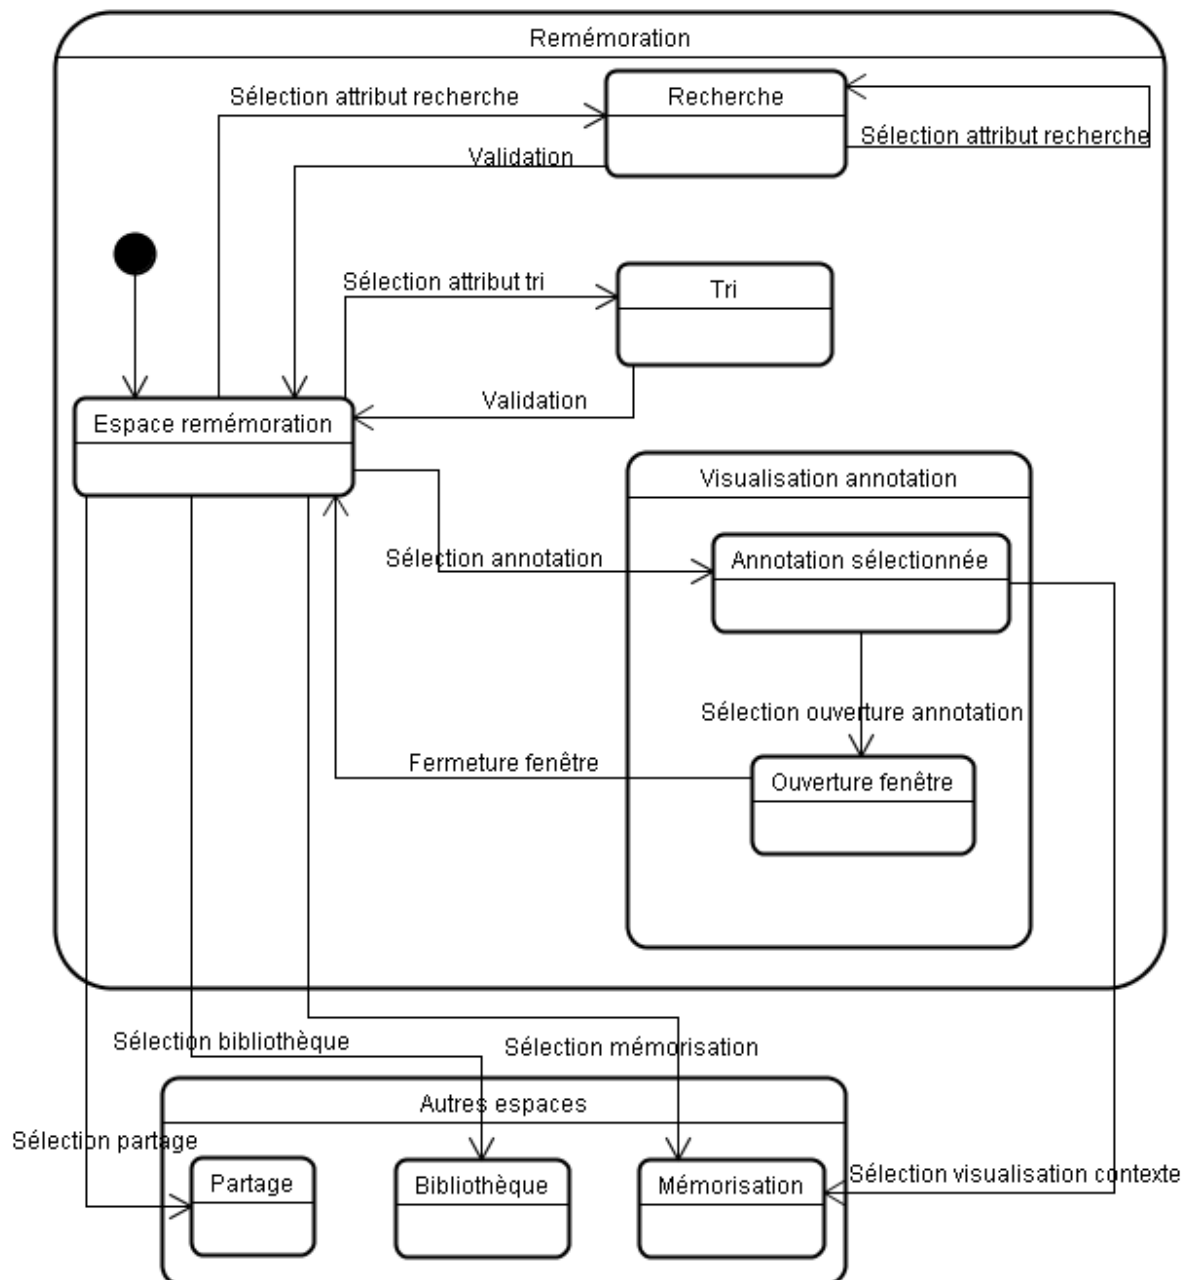 Remémoration
Sélection attribut recherche
Recherche
Sélection attribut recherche
Validation
Sélection attribut tri
Tri
Validation
Espace remémoration
Visualisation annotation
Sélection annotation
Annotation sélectionnée
Sélection ouverture annotation
Fermeture fenêtre
Ouverture fenêtre
Sélection bibliothèque
Sélection mémorisation
Autres espaces
Sélection partage
Partage
Bibliothèque
Mémorisation
Sélection visualisation contexte